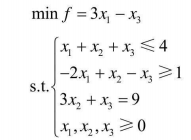 min f = 3x₁ − x₃
s.t. { x₁ + x₂ + x₃ ⩽ 4
−2x₁ + x₂ − x₃ ⩾ 1
3x₂ + x₃ = 9
x₁, x₂, x₃ ⩾ 0